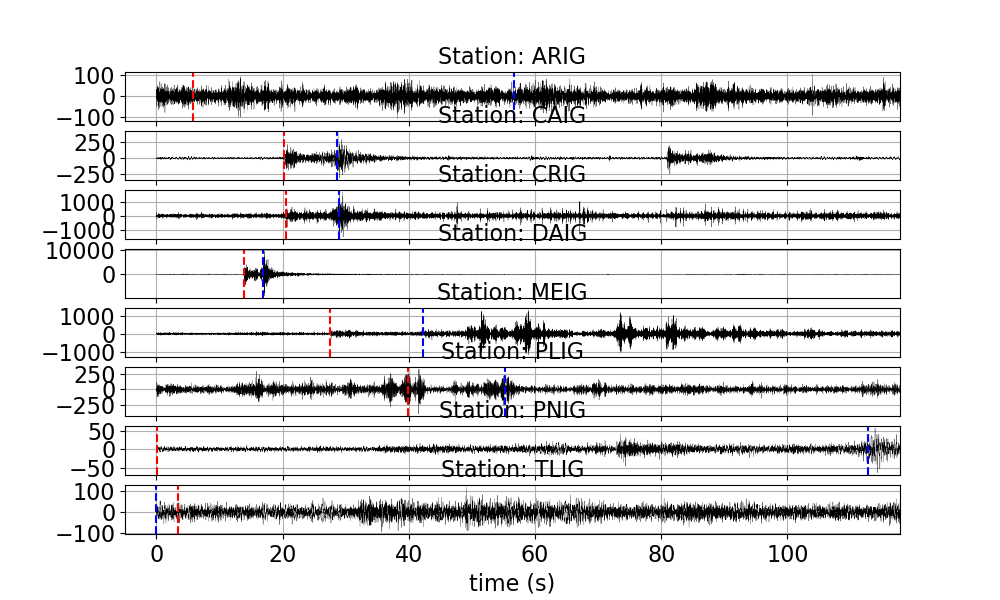 Station: ARIG
100
0
−100
Station: CAIG
250
0
−250
Station: CRIG
1000
0
−1000
Station: DAIG
10000
0
Station: MEIG
1000
0
−1000
Station: PLIG
250
0
−250
Station: PNIG
50
0
−50
Station: TLIG
100
0
−100
0 20 40 60 80 100
time (s)